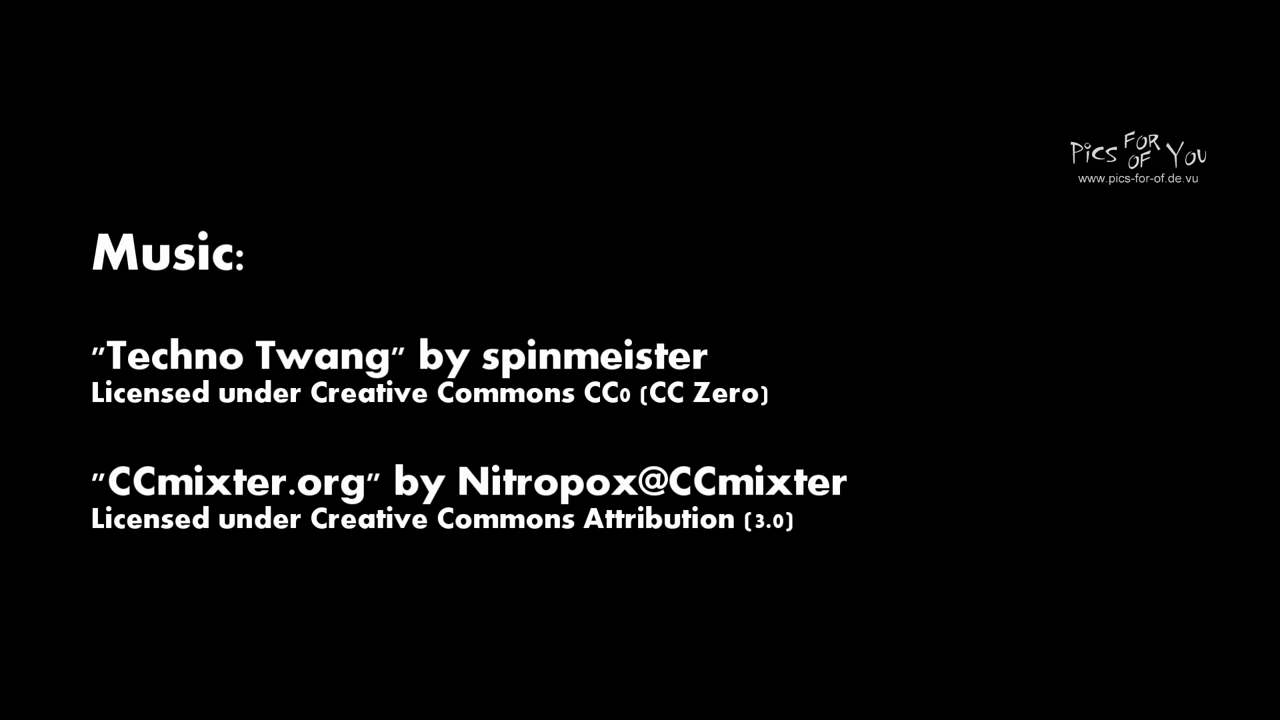 Pics FOR OF You
www.pics-for-of.de.vu
Music:
"Techno Twang" by spinmeister
Licensed under Creative Commons CC0 (CC Zero)
"CCmixter.org" by Nitropox@CCmixter
Licensed under Creative Commons Attribution (3.0)